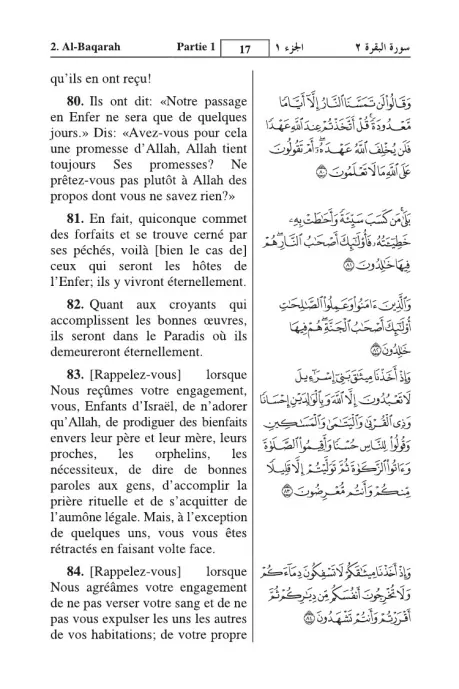 2. Al-Baqarah Partie 1 17 الجزء ١ سورة البقرة ٢
qu'ils en ont reçu!
80. Ils ont dit: «Notre passage
en Enfer ne sera que de quelques
jours.» Dis: «Avez-vous pour cela
une promesse d'Allah, Allah tient
toujours Ses promesses? Ne
prêtez-vous pas plutôt à Allah des
propos dont vous ne savez rien?»
81. En fait, quiconque commet
des forfaits et se trouve cerné par
ses péchés, voilà [bien le cas de]
ceux qui seront les hôtes de
l'Enfer; ils y vivront éternellement.
82. Quant aux croyants qui
accomplissent les bonnes œuvres,
ils seront dans le Paradis où ils
demeureront éternellement.
83. [Rappelez-vous] lorsque
Nous reçûmes votre engagement,
vous, Enfants d'Israël, de n'adorer
qu'Allah, de prodiguer des bienfaits
envers leur père et leur mère, leurs
proches, les orphelins, les
nécessiteux, de dire de bonnes
paroles aux gens, d'accomplir la
prière rituelle et de s'acquitter de
l'aumône légale. Mais, à l'exception
de quelques uns, vous vous êtes
rétractés en faisant volte face.
84. [Rappelez-vous] lorsque
Nous agréâmes votre engagement
de ne pas verser votre sang et de ne
pas vous expulser les uns les autres
de vos habitations; de votre propre
وَقَالُوا۟ لَن تَمَسَّنَا ٱلنَّارُ إِلَّآ أَيَّامًا
مَّعْدُودَةً ۚ قُلْ أَتَّخَذْتُمْ عِندَ ٱللَّهِ عَهْدًا
فَلَن يُخْلِفَ ٱللَّهُ عَهْدَهُۥٓ ۖ أَمْ تَقُولُونَ
عَلَى ٱللَّهِ مَا لَا تَعْلَمُونَ ٨٠
بَلَىٰ مَن كَسَبَ سَيِّئَةً وَأَحَٰطَتْ بِهِۦ
خَطِيٓـَٔتُهُۥ فَأُو۟لَٰٓئِكَ أَصْحَٰبُ ٱلنَّارِ ۖ هُمْ
فِيهَا خَٰلِدُونَ ٨١
وَٱلَّذِينَ ءَامَنُوا۟ وَعَمِلُوا۟ ٱلصَّٰلِحَٰتِ
أُو۟لَٰٓئِكَ أَصْحَٰبُ ٱلْجَنَّةِ ۖ هُمْ فِيهَا
خَٰلِدُونَ ٨٢
وَإِذْ أَخَذْنَا مِيثَٰقَ بَنِىٓ إِسْرَٰٓءِيلَ
لَا تَعْبُدُونَ إِلَّا ٱللَّهَ وَبِٱلْوَٰلِدَيْنِ إِحْسَانًا
وَذِى ٱلْقُرْبَىٰ وَٱلْيَتَٰمَىٰ وَٱلْمَسَٰكِينِ
وَقُولُوا۟ لِلنَّاسِ حُسْنًا وَأَقِيمُوا۟ ٱلصَّلَوٰةَ
وَءَاتُوا۟ ٱلزَّكَوٰةَ ثُمَّ تَوَلَّيْتُمْ إِلَّا قَلِيلًا
مِّنكُمْ وَأَنتُم مُّعْرِضُونَ ٨٣
وَإِذْ أَخَذْنَا مِيثَٰقَكُمْ لَا تَسْفِكُونَ دِمَآءَكُمْ
وَلَا تُخْرِجُونَ أَنفُسَكُم مِّن دِيَٰرِكُمْ ثُمَّ
أَقْرَرْتُمْ وَأَنتُمْ تَشْهَدُونَ ٨٤